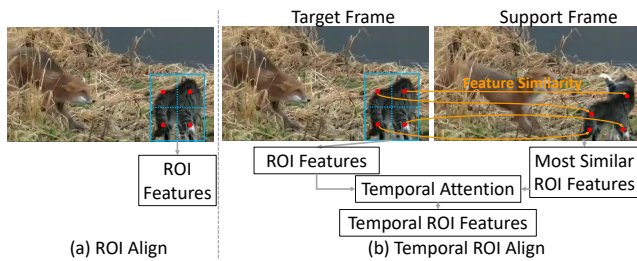 Target Frame
Support Frame
Feature Similarity
ROI
Features
ROI Features
Most Similar
ROI Features
Temporal Attention
Temporal ROI Features
(a) ROI Align
(b) Temporal ROI Align